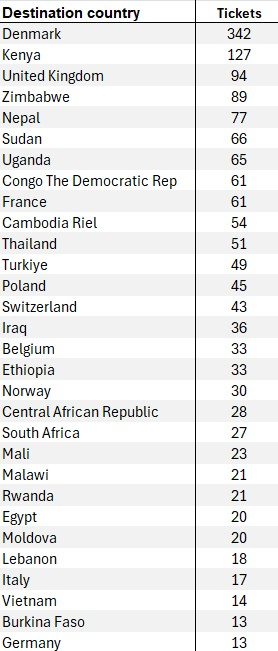 Destination country Tickets
Denmark 342
Kenya 127
United Kingdom 94
Zimbabwe 89
Nepal 77
Sudan 66
Uganda 65
Congo The Democratic Rep 61
France 61
Cambodia Riel 54
Thailand 51
Turkiye 49
Poland 45
Switzerland 43
Iraq 36
Belgium 33
Ethiopia 33
Norway 30
Central African Republic 28
South Africa 27
Mali 23
Malawi 21
Rwanda 21
Egypt 20
Moldova 20
Lebanon 18
Italy 17
Vietnam 14
Burkina Faso 13
Germany 13